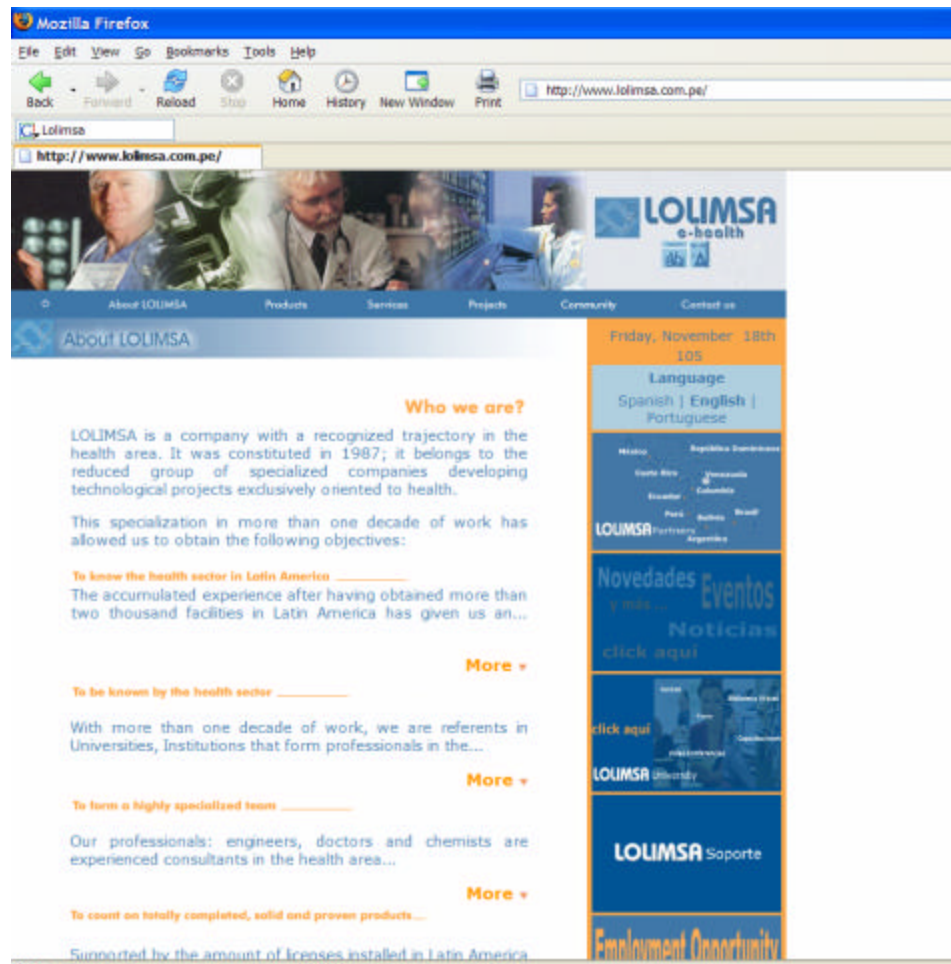 Mozilla Firefox
File Edit View Go Bookmarks Tools Help
Back Forward Reload Stop Home History New Window Print http://www.lolimsa.com.pe/
Lolimsa
http://www.lolimsa.com.pe/
LOLIMSA
e-health
About LOLIMSA Products Services Projects Community Contact us
About LOLIMSA
Friday, November 18th
105
Language
Spanish | English |
Portuguese
Who we are?
LOLIMSA is a company with a recognized trajectory in the
health area. It was constituted in 1987; it belongs to the
reduced group of specialized companies developing
technological projects exclusively oriented to health.
This specialization in more than one decade of work has
allowed us to obtain the following objectives:
To know the health sector in Latin America
The accumulated experience after having obtained more than
two thousand facilities in Latin America has given us an...
More
To be known by the health sector
With more than one decade of work, we are referents in
Universities, Institutions that form professionals in the...
More
To form a highly specialized team
Our professionals: engineers, doctors and chemists are
experienced consultants in the health area...
More
To count on totally completed, solid and proven products...
Supported by the amount of licenses installed in Latin America
México República Dominicana
Costa Rica Venezuela
Ecuador Colombia
Perú Bolivia Brasil
LOLIMSA Partners
Argentina
Novedades Eventos
y más...
Noticias
click aquí
click aquí
LOLIMSA University
LOLIMSA Soporte
Employment Opportunity